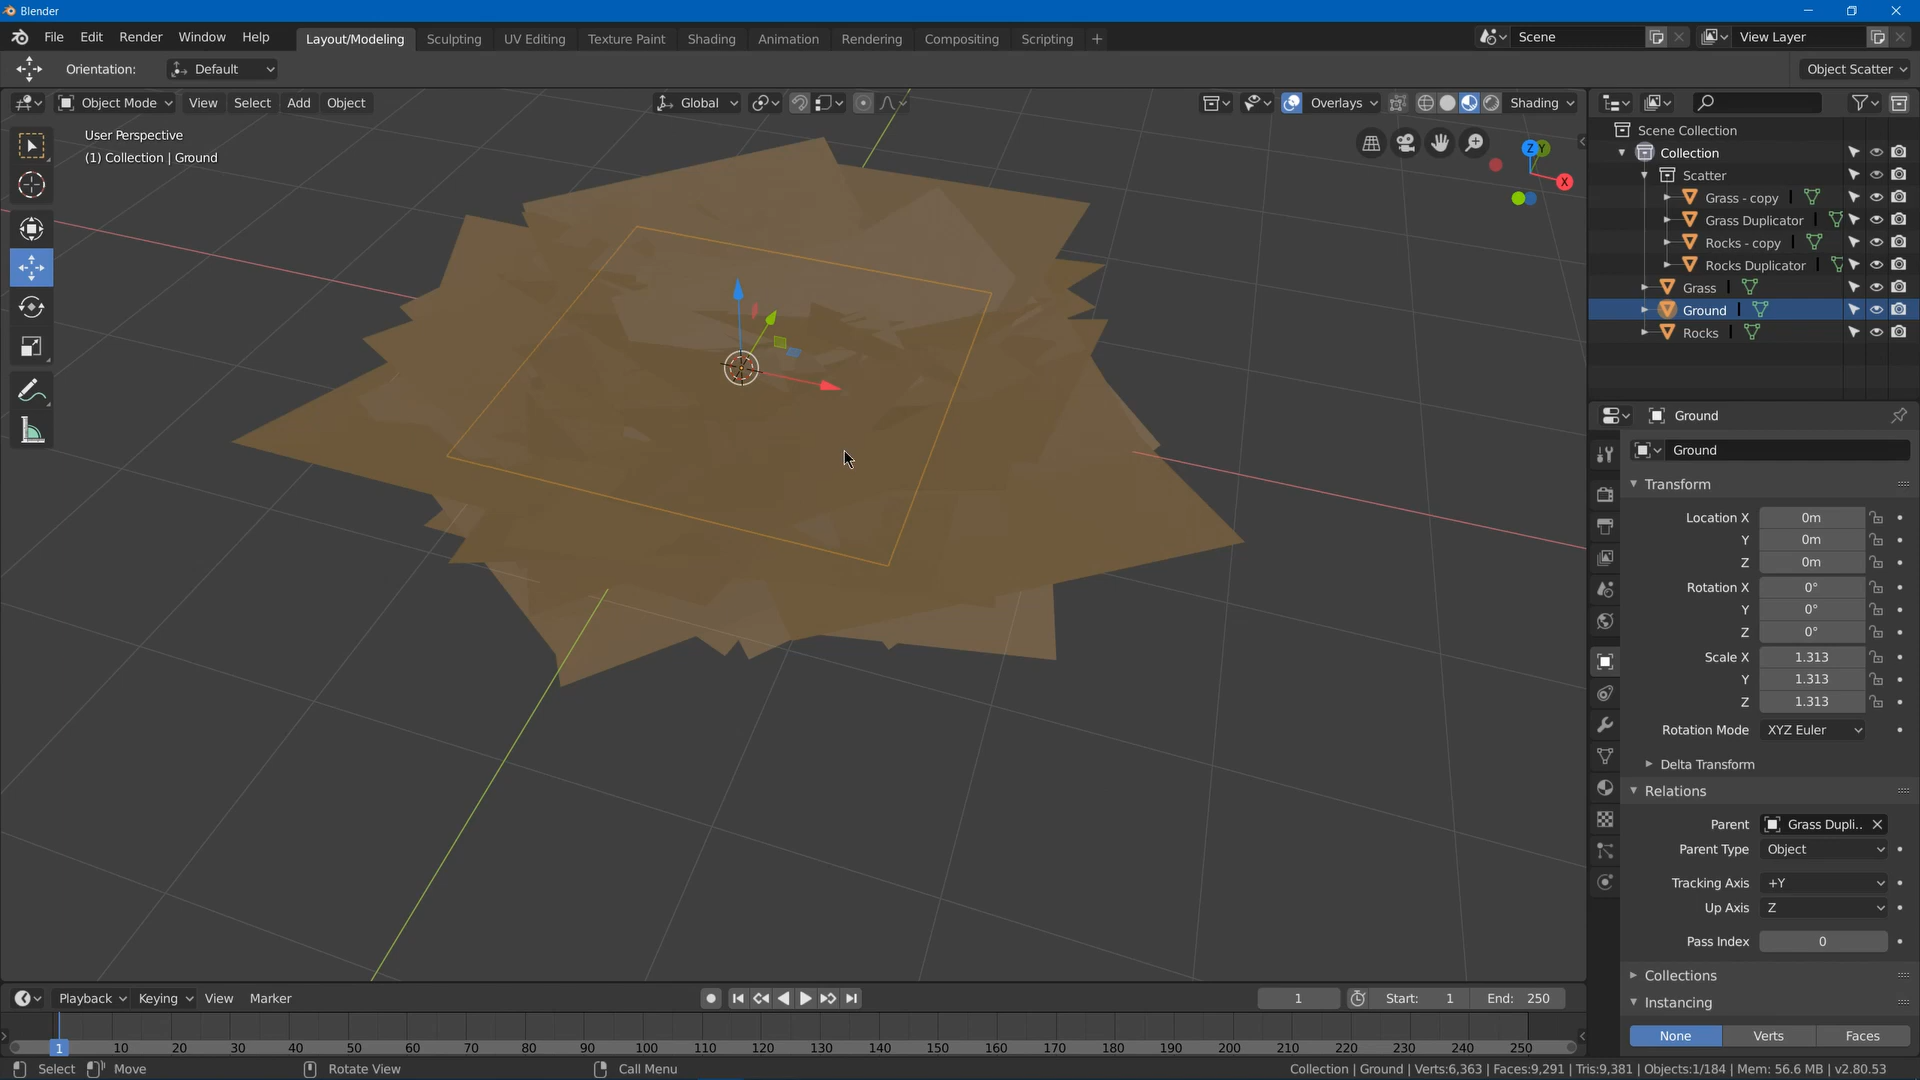 Blender
File Edit Render Window Help Layout/Modeling Sculpting UV Editing Texture Paint Shading Animation Rendering Compositing Scripting + Scene View Layer
Orientation: Default Object Scatter
Object Mode View Select Add Object Global Overlays Shading
User Perspective
(1) Collection | Ground
Z Y
X
Scene Collection
Collection
Scatter
Grass - copy
Grass Duplicator
Rocks - copy
Rocks Duplicator
Grass
Ground
Rocks
Ground
Ground
Transform
Location X 0m
Y 0m
Z 0m
Rotation X 0°
Y 0°
Z 0°
Scale X 1.313
Y 1.313
Z 1.313
Rotation Mode XYZ Euler
Delta Transform
Relations
Parent Grass Dupli..
Parent Type Object
Tracking Axis +Y
Up Axis Z
Pass Index 0
Collections
Instancing
None Verts Faces
Playback Keying View Marker 1 Start: 1 End: 250
1 10 20 30 40 50 60 70 80 90 100 110 120 130 140 150 160 170 180 190 200 210 220 230 240 250
Select Move Rotate View Call Menu Collection | Ground | Verts:6,363 | Faces:9,291 | Tris:9,381 | Objects:1/184 | Mem: 56.6 MB | v2.80.53